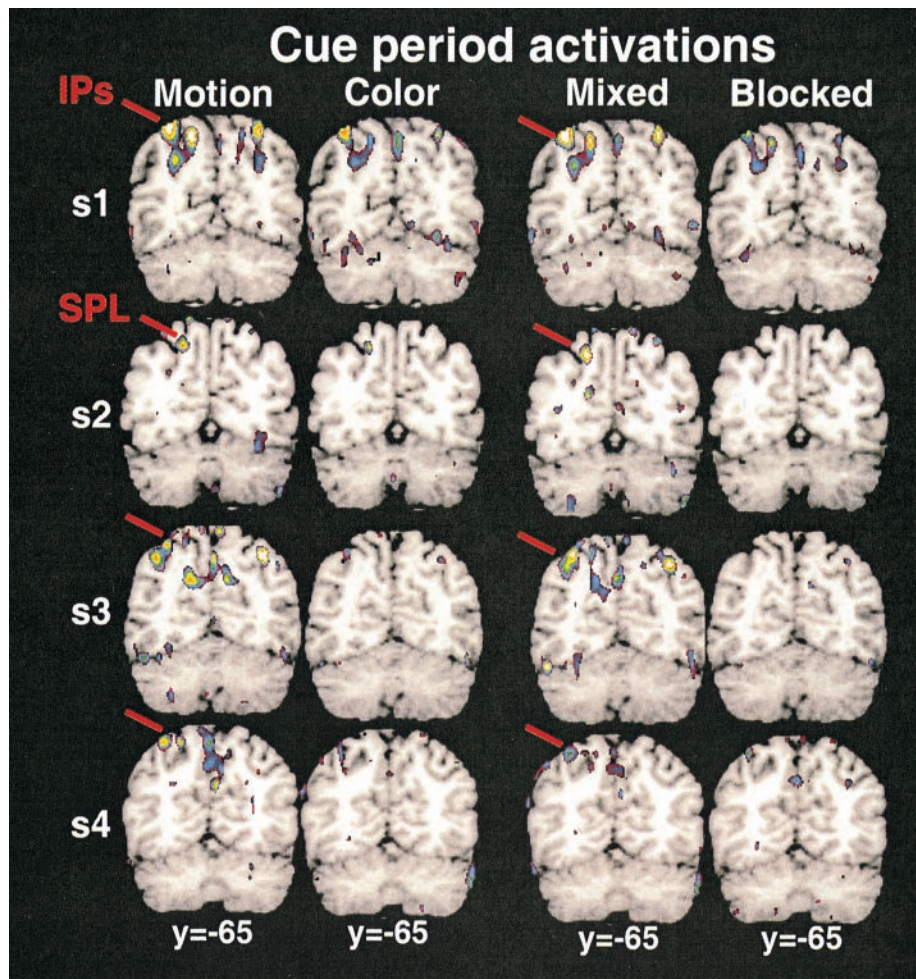 Cue period activations
IPs
Motion Color Mixed Blocked
s1
SPL
s2
s3
s4
y=-65 y=-65 y=-65 y=-65